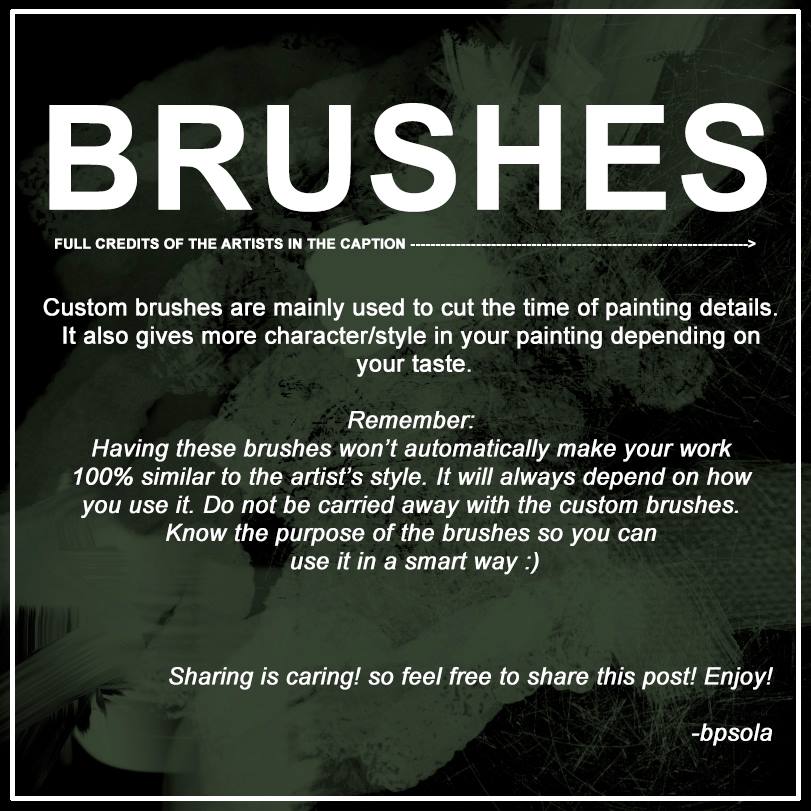 BRUSHES
FULL CREDITS OF THE ARTISTS IN THE CAPTION ------------------------------------------------------------------->
Custom brushes are mainly used to cut the time of painting details.
It also gives more character/style in your painting depending on
your taste.
Remember:
Having these brushes won’t automatically make your work
100% similar to the artist’s style. It will always depend on how
you use it. Do not be carried away with the custom brushes.
Know the purpose of the brushes so you can
use it in a smart way :)
Sharing is caring! so feel free to share this post! Enjoy!
-bpsola